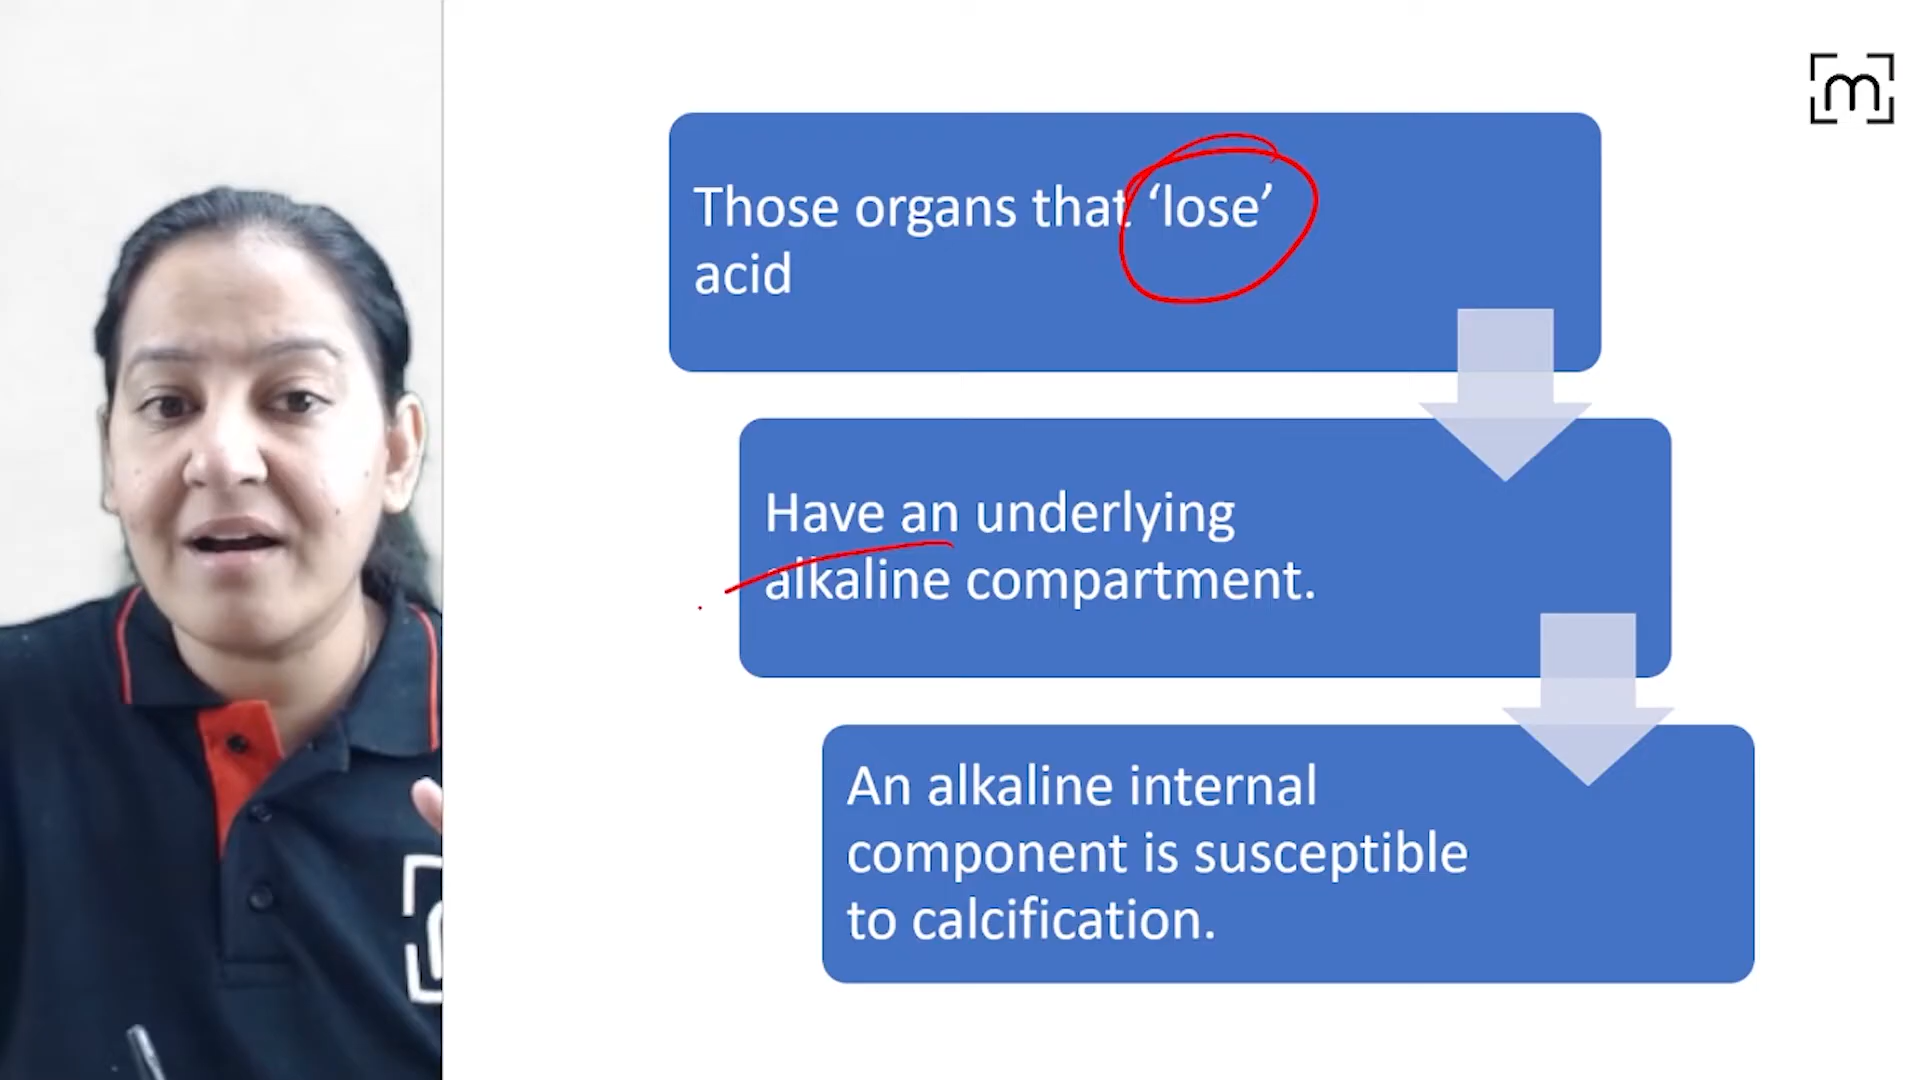 Those organs that ‘lose’
acid
Have an underlying
alkaline compartment.
An alkaline internal
component is susceptible
to calcification.
m